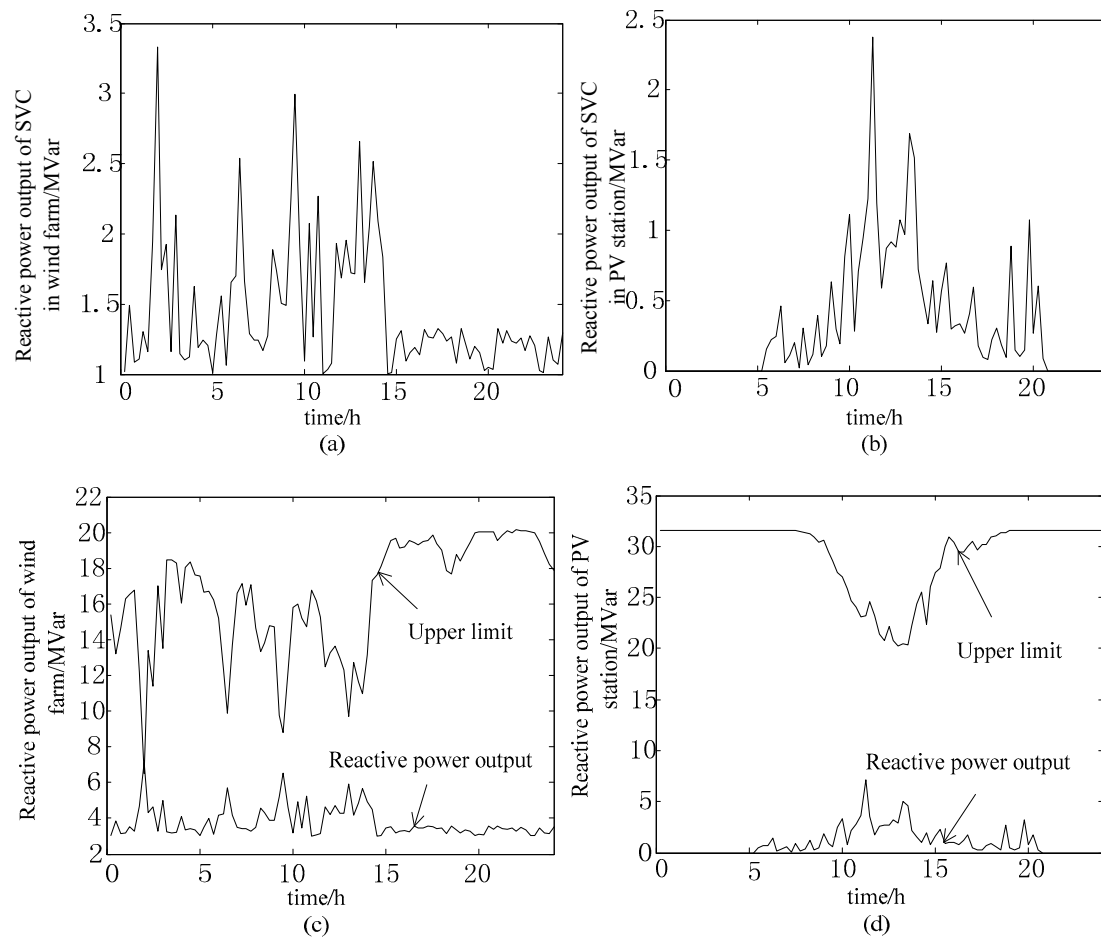 Reactive power output of SVC
in wind farm/MVar
3.5
3
2.5
2
1.5
1
0
5
10
15
20
time/h
(a)
Reactive power output of SVC
in PV station/MVar
2.5
2
1.5
1
0.5
0
0
5
10
15
20
time/h
(b)
Reactive power output of wind
farm/MVar
22
20
18
16
14
12
10
8
6
4
2
Upper limit
Reactive power output
0
5
10
15
20
time/h
(c)
Reactive power output of PV
station/MVar
35
30
25
20
15
10
5
0
Upper limit
Reactive power output
0
5
10
15
20
time/h
(d)